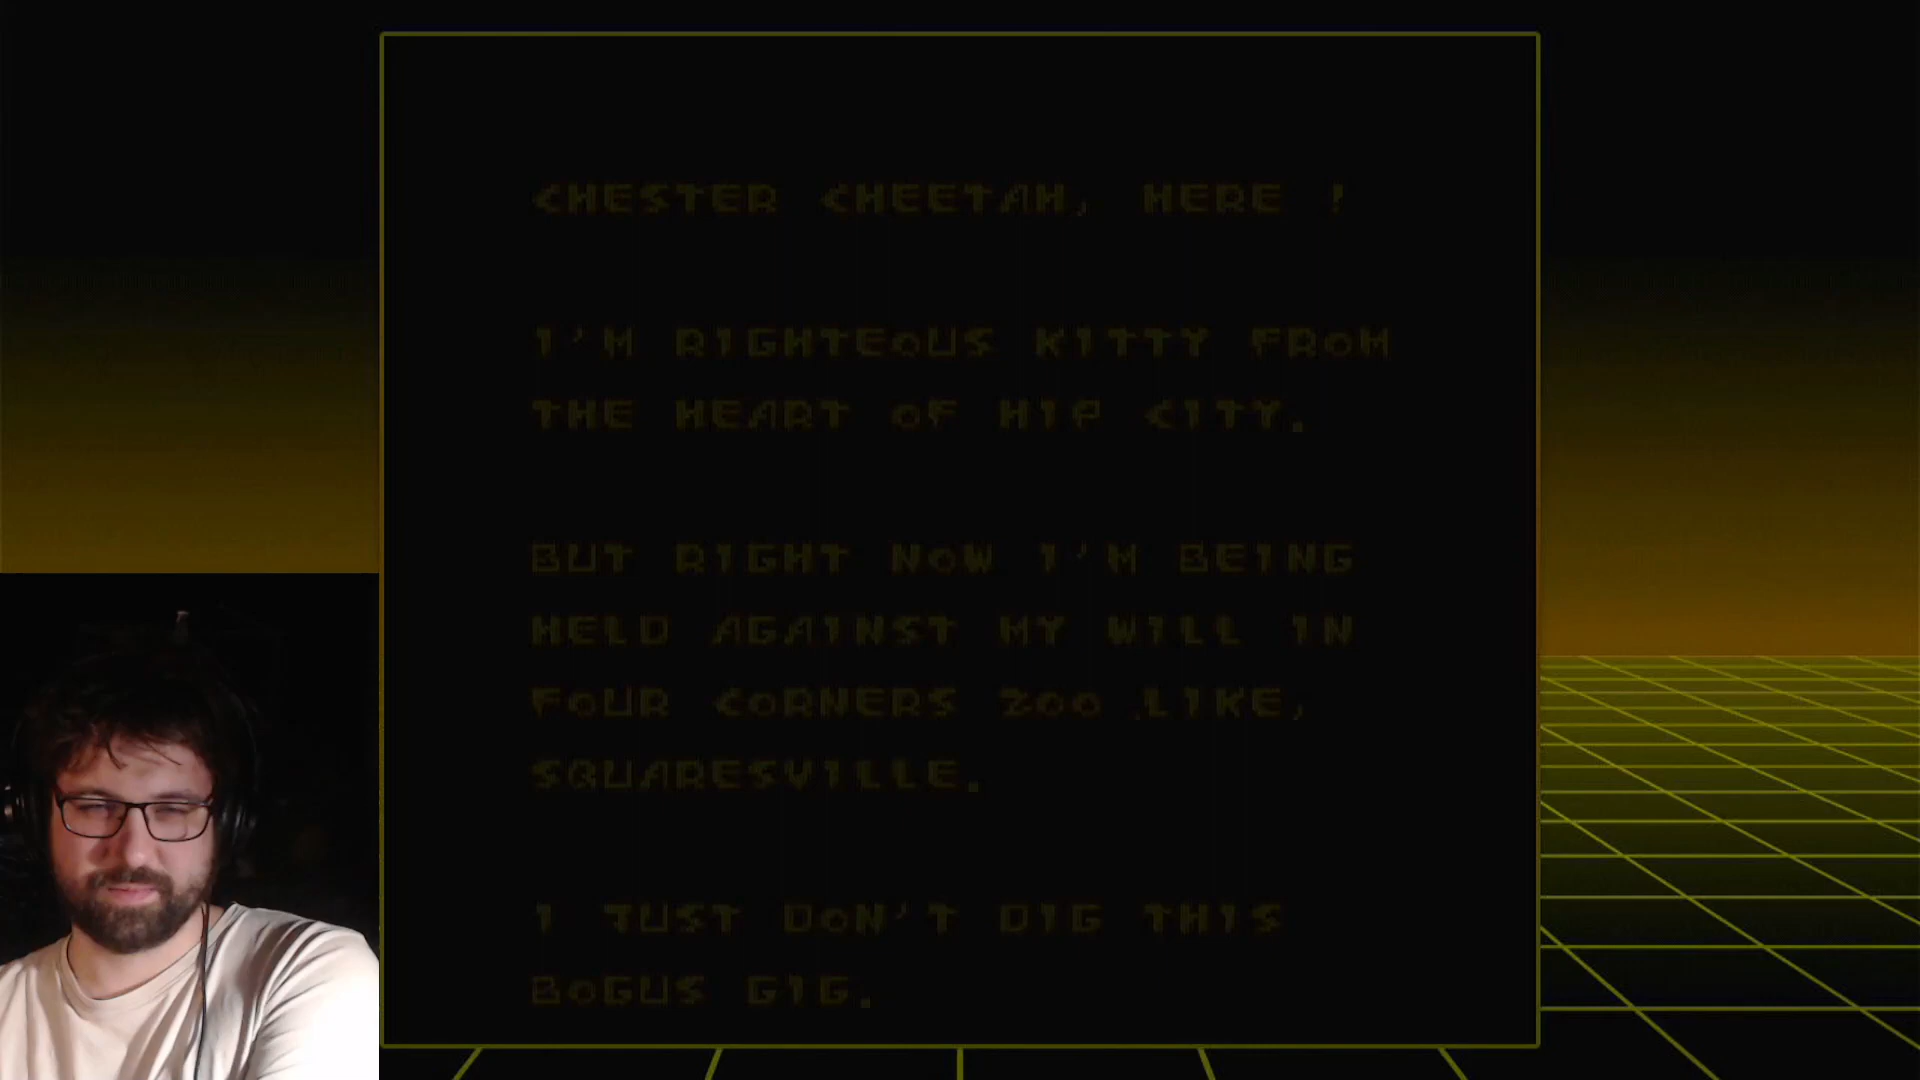 CHESTER CHEETAH, HERE !
I'M RIGHTEOUS KITTY FROM
THE HEART OF HIP CITY.
BUT RIGHT NOW I'M BEING
HELD AGAINST MY WILL IN
FOUR CORNERS ZOO .LIKE,
SQUARESVILLE.
I JUST DON'T DIG THIS
BOGUS GIG.